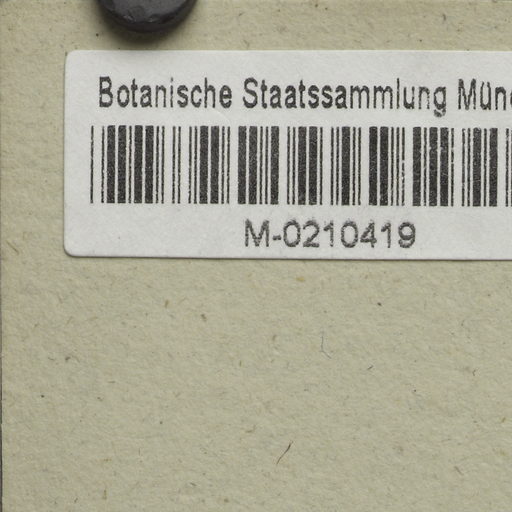 Botanische Staatssammlung Mün
M-0210419